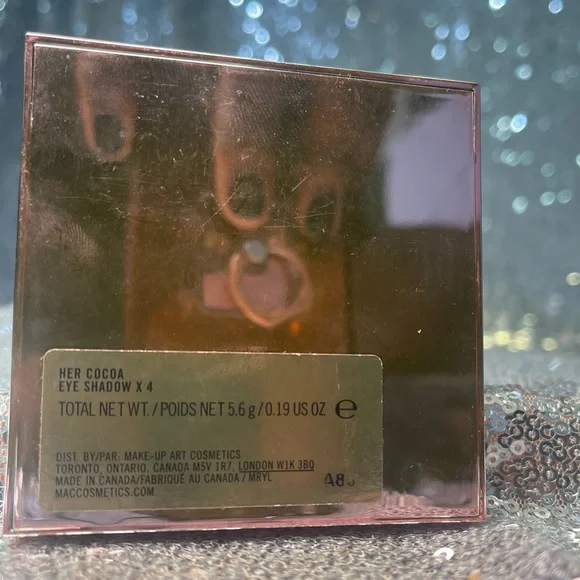 HER COCOA
EYE SHADOW X 4
TOTAL NET WT. / POIDS NET 5.6 g / 0.19 US OZ ℮
DIST. BY/PAR: MAKE-UP ART COSMETICS
TORONTO, ONTARIO, CANADA M5V 1R7, LONDON W1K 3BQ
MADE IN CANADA/FABRIQUÉ AU CANADA / MRYL
MACCOSMETICS.COM